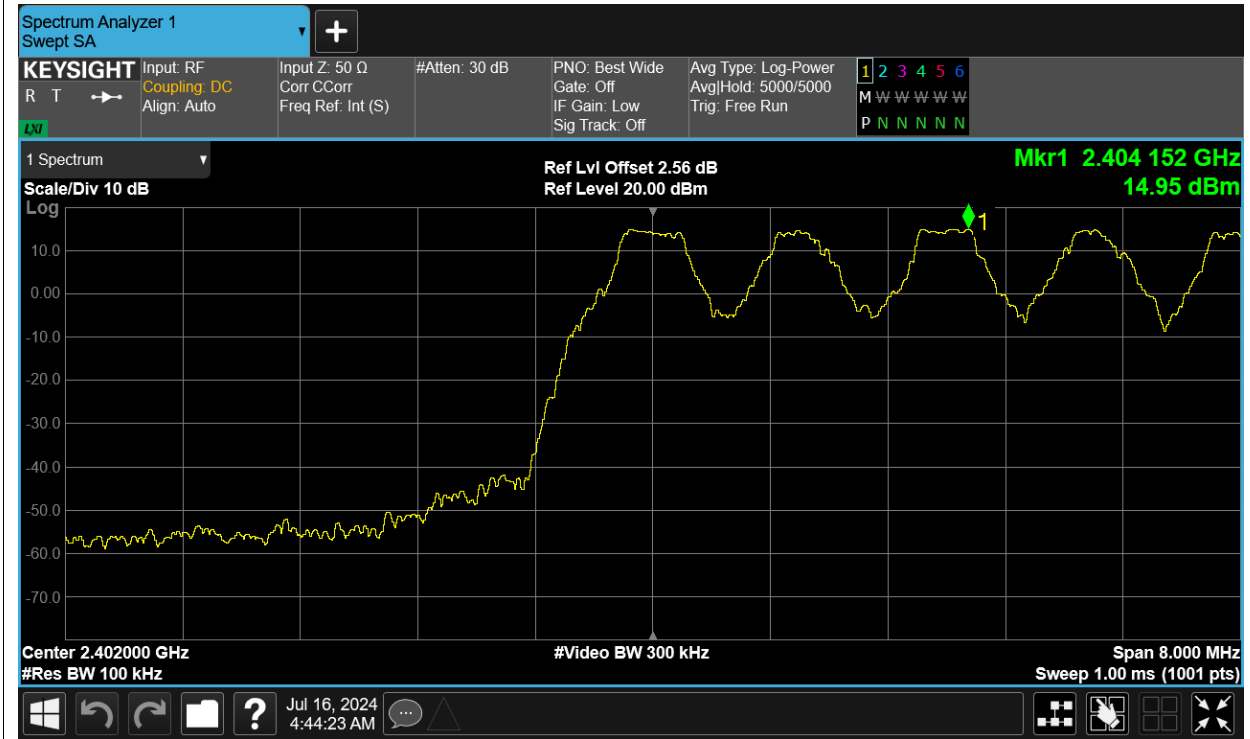 Spectrum Analyzer 1
Swept SA
+
KEYSIGHT
R T
LXI
Input: RF
Coupling: DC
Align: Auto
Input Z: 50 Ω
Corr CCorr
Freq Ref: Int (S)
#Atten: 30 dB
PNO: Best Wide
Gate: Off
IF Gain: Low
Sig Track: Off
Avg Type: Log-Power
Avg|Hold: 5000/5000
Trig: Free Run
1 2 3 4 5 6
M W W W W W W
P N N N N N N
1 Spectrum
Scale/Div 10 dB
Log
Ref Lvl Offset 2.56 dB
Ref Level 20.00 dBm
Mkr1 2.404 152 GHz
14.95 dBm
1
10.0
0.00
-10.0
-20.0
-30.0
-40.0
-50.0
-60.0
-70.0
Center 2.402000 GHz
#Res BW 100 kHz
#Video BW 300 kHz
Span 8.000 MHz
Sweep 1.00 ms (1001 pts)
?
Jul 16, 2024
4:44:23 AM